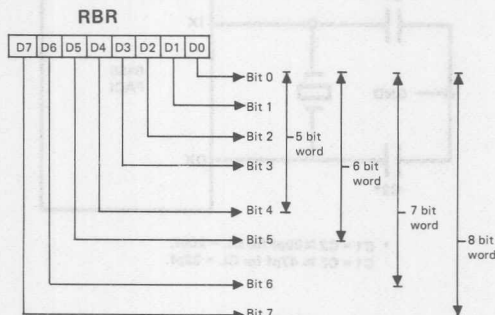 RBR
D7 D6 D5 D4 D3 D2 D1 D0
Bit 0
Bit 1
Bit 2
Bit 3
Bit 4
Bit 5
Bit 6
Bit 7
5 bit
word
6 bit
word
7 bit
word
8 bit
word